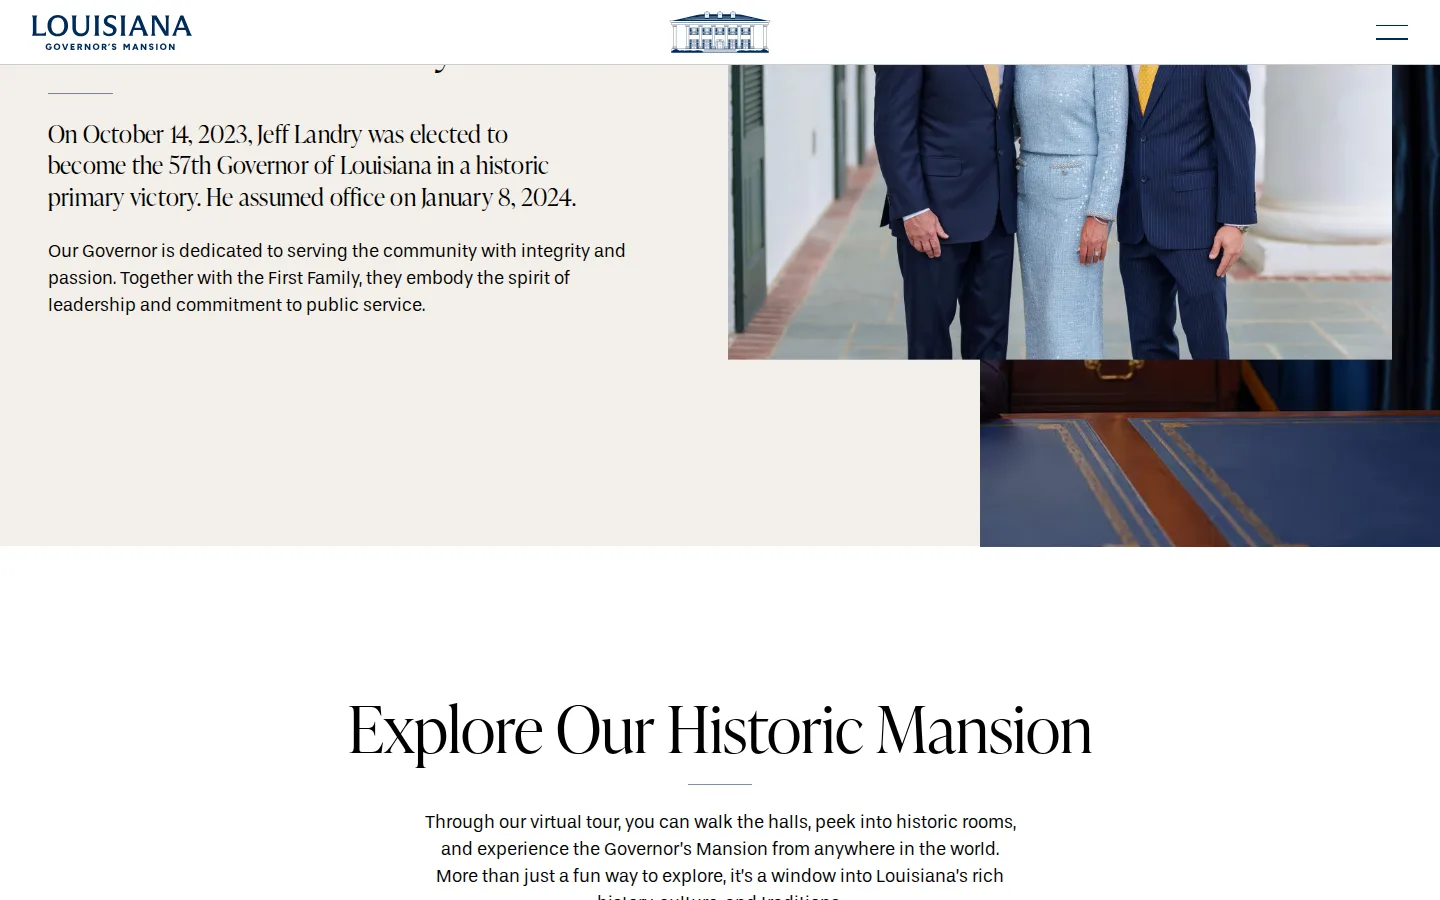 LOUISIANA
GOVERNOR'S MANSION
On October 14, 2023, Jeff Landry was elected to
become the 57th Governor of Louisiana in a historic
primary victory. He assumed office on January 8, 2024.
Our Governor is dedicated to serving the community with integrity and
passion. Together with the First Family, they embody the spirit of
leadership and commitment to public service.
Explore Our Historic Mansion
Through our virtual tour, you can walk the halls, peek into historic rooms,
and experience the Governor's Mansion from anywhere in the world.
More than just a fun way to explore, it's a window into Louisiana's rich
history, culture, and traditions.